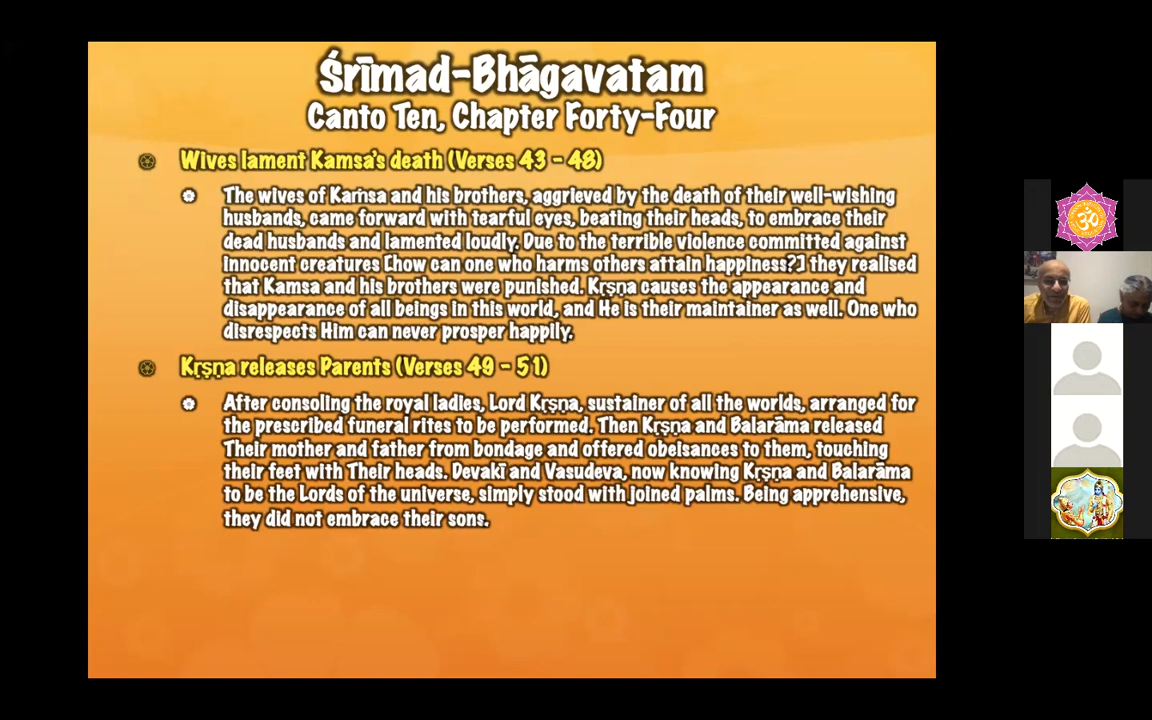 Śrīmad-Bhāgavatam
Canto Ten, Chapter Forty-Four
Wives lament Kamsa's death (Verses 43 – 48)
The wives of Kaṁsa and his brothers, aggrieved by the death of their well-wishing
husbands, came forward with tearful eyes, beating their heads, to embrace their
dead husbands and lamented loudly. Due to the terrible violence committed against
innocent creatures [how can one who harms others attain happiness?] they realised
that Kamsa and his brothers were punished. Kṛṣṇa causes the appearance and
disappearance of all beings in this world, and He is their maintainer as well. One who
disrespects Him can never prosper happily.
Kṛṣṇa releases Parents (Verses 49 – 51)
After consoling the royal ladies, Lord Kṛṣṇa, sustainer of all the worlds, arranged for
the prescribed funeral rites to be performed. Then Kṛṣṇa and Balarāma released
Their mother and father from bondage and offered obeisances to them, touching
their feet with Their heads. Devakī and Vasudeva, now knowing Kṛṣṇa and Balarāma
to be the Lords of the universe, simply stood with joined palms. Being apprehensive,
they did not embrace their sons.
ॐ